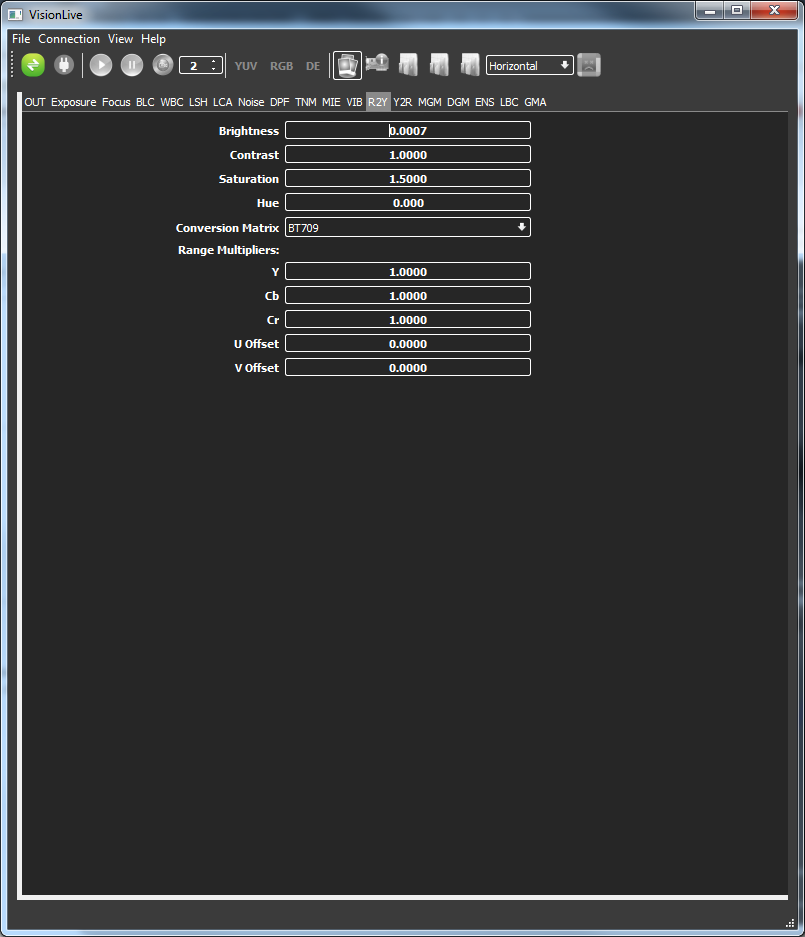 VisionLive
File Connection View Help
2 YUV RGB DE Horizontal
OUT Exposure Focus BLC WBC LSH LCA Noise DPF TNM MIE VIB R2Y Y2R MGM DGM ENS LBC GMA
Brightness 0.0007
Contrast 1.0000
Saturation 1.5000
Hue 0.000
Conversion Matrix BT709
Range Multipliers:
Y 1.0000
Cb 1.0000
Cr 1.0000
U Offset 0.0000
V Offset 0.0000